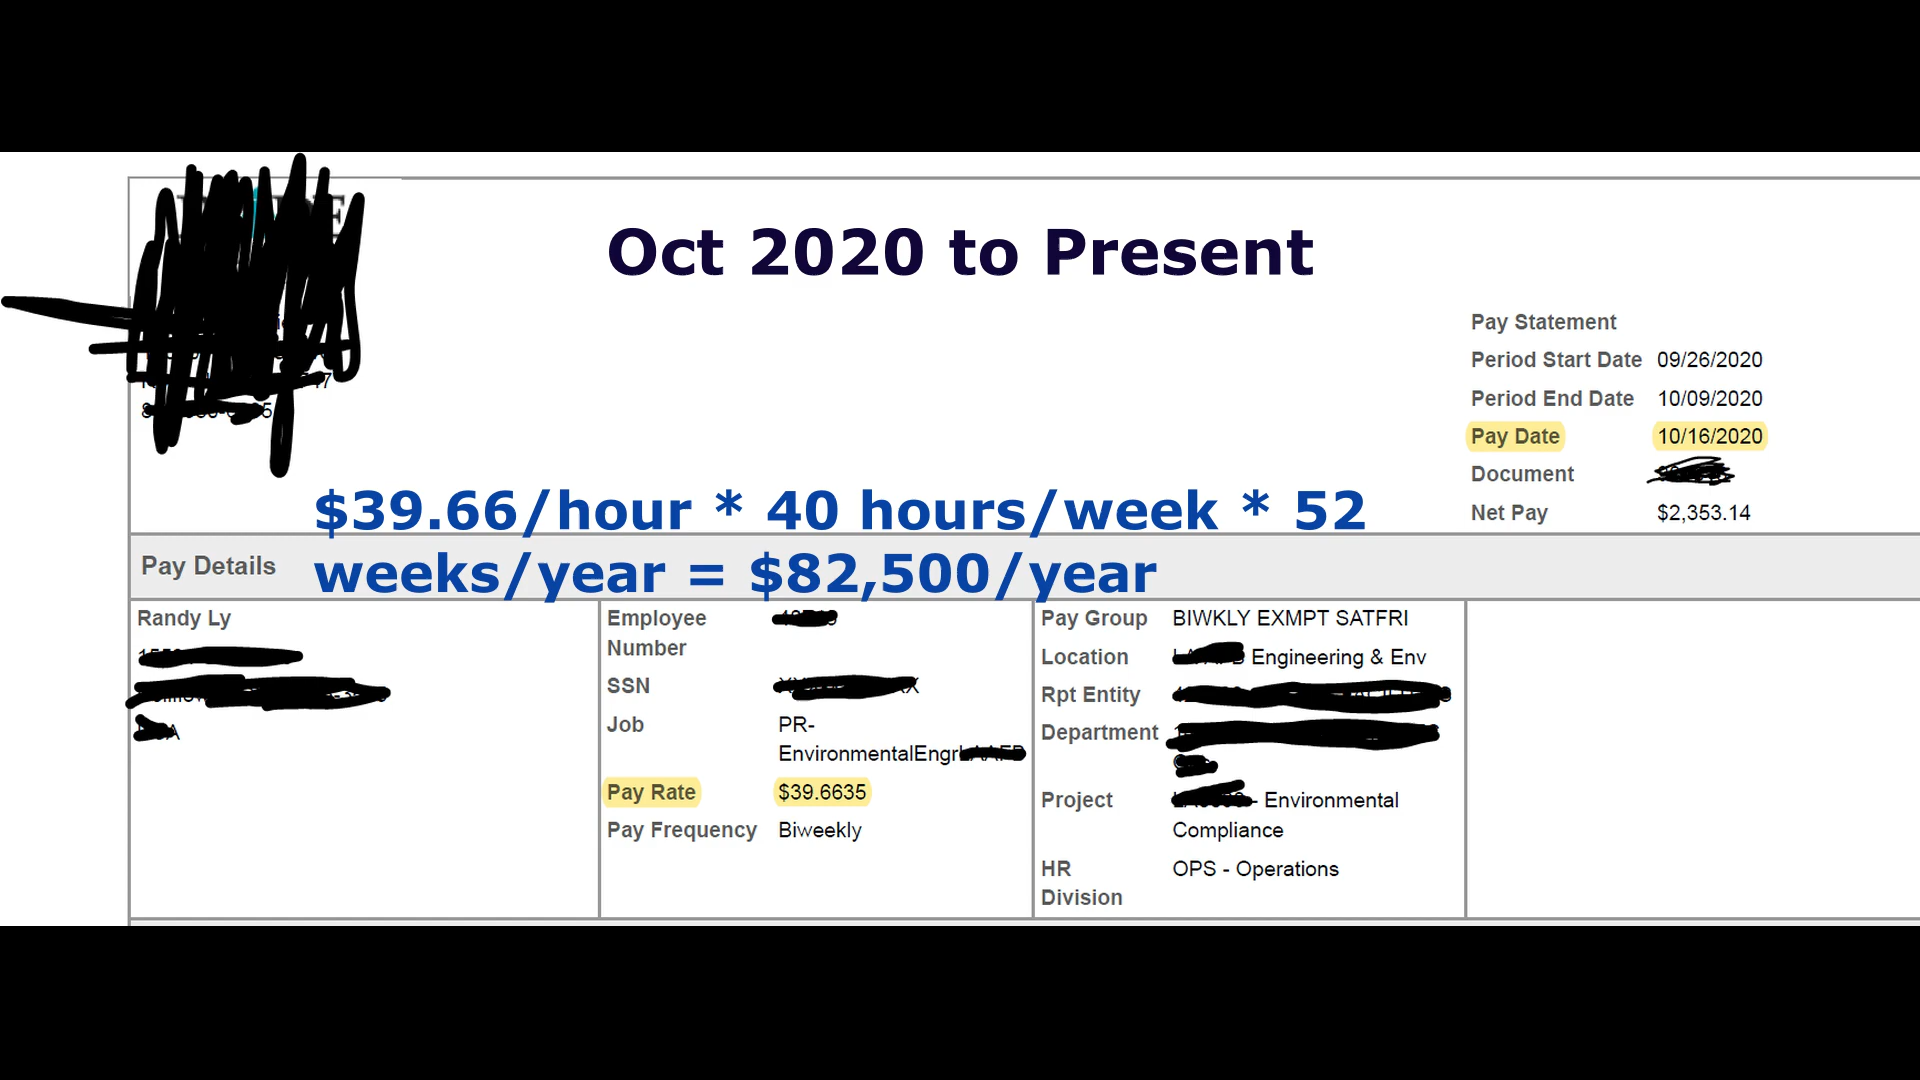 Oct 2020 to Present
Pay Statement
Period Start Date 09/26/2020
Period End Date 10/09/2020
Pay Date 10/16/2020
Document
Net Pay $2,353.14
$39.66/hour * 40 hours/week * 52
weeks/year = $82,500/year
Pay Details
Randy Ly
Employee
Number
SSN
Job PR-
EnvironmentalEngr
Pay Rate $39.6635
Pay Frequency Biweekly
Pay Group BIWKLY EXMPT SATFRI
Location Engineering & Env
Rpt Entity
Department
Project - Environmental
Compliance
HR OPS - Operations
Division